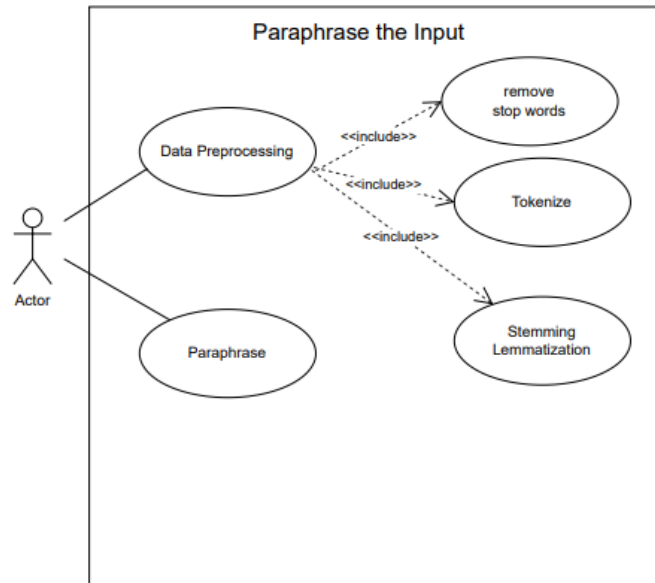 Paraphrase the Input
remove
stop words
<<include>>
Data Preprocessing
<<include>>
Tokenize
<<include>>
Actor
Paraphrase
Stemming
Lemmatization